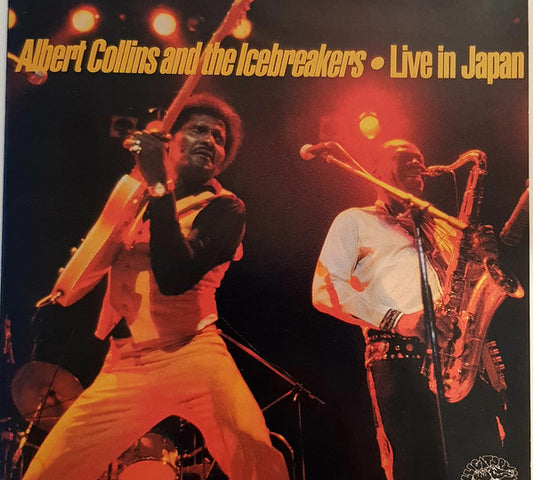 Albert Collins and the Icebreakers • Live in Japan